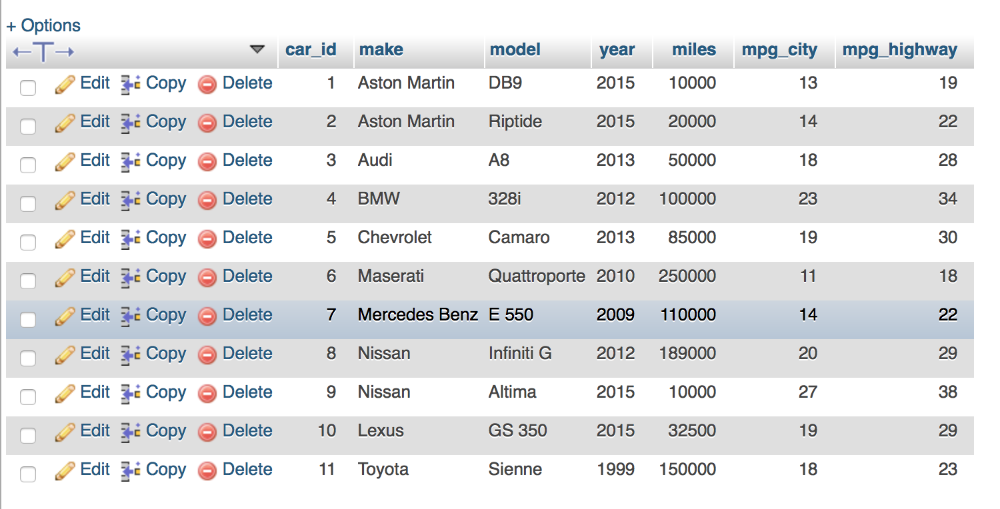 + Options
←T→ ▼ car_id make model year miles mpg_city mpg_highway
Edit Copy Delete 1 Aston Martin DB9 2015 10000 13 19
Edit Copy Delete 2 Aston Martin Riptide 2015 20000 14 22
Edit Copy Delete 3 Audi A8 2013 50000 18 28
Edit Copy Delete 4 BMW 328i 2012 100000 23 34
Edit Copy Delete 5 Chevrolet Camaro 2013 85000 19 30
Edit Copy Delete 6 Maserati Quattroporte 2010 250000 11 18
Edit Copy Delete 7 Mercedes Benz E 550 2009 110000 14 22
Edit Copy Delete 8 Nissan Infiniti G 2012 189000 20 29
Edit Copy Delete 9 Nissan Altima 2015 10000 27 38
Edit Copy Delete 10 Lexus GS 350 2015 32500 19 29
Edit Copy Delete 11 Toyota Sienne 1999 150000 18 23